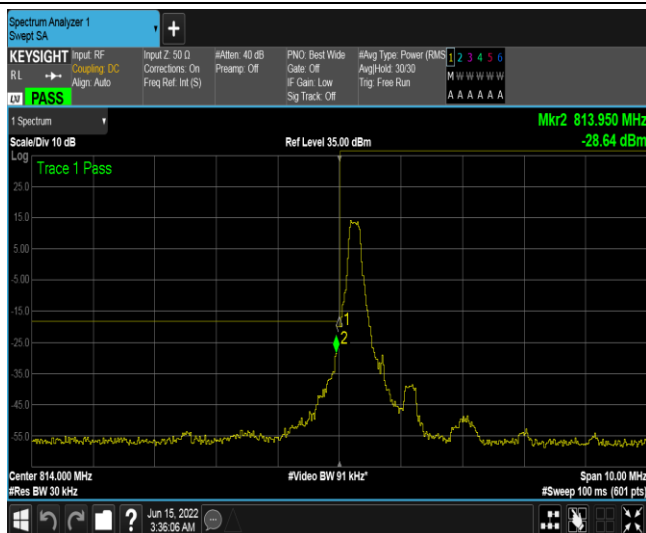 Spectrum Analyzer 1
Swept SA
+
KEYSIGHT Input: RF Input Z: 50 Ω #Atten: 40 dB PNO: Best Wide #Avg Type: Power (RMS 1 2 3 4 5 6
RL Coupling: DC Corrections: On Preamp: Off Gate: Off Avg|Hold: 30/30 M W W W W W
Align: Auto Freq Ref: Int (S) IF Gain: Low Trig: Free Run
LXI PASS Sig Track: Off A A A A A A
1 Spectrum Mkr2 813.950 MHz
Scale/Div 10 dB Ref Level 35.00 dBm -28.64 dBm
Log
Trace 1 Pass
25.0
15.0
5.00
-5.00
-15.0
1
-25.0
2
-35.0
-45.0
-55.0
Center 814.000 MHz #Video BW 91 kHz* Span 10.00 MHz
#Res BW 30 kHz #Sweep 100 ms (601 pts)
? Jun 15, 2022
3:36:06 AM